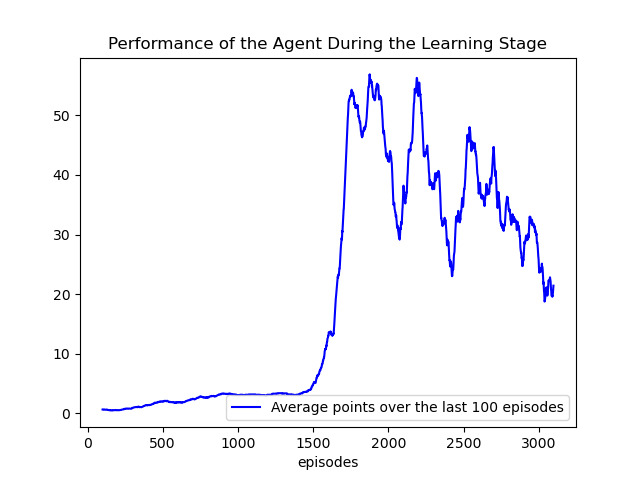 Performance of the Agent During the Learning Stage
50
40
30
20
10
0
Average points over the last 100 episodes
0 500 1000 1500 2000 2500 3000
episodes